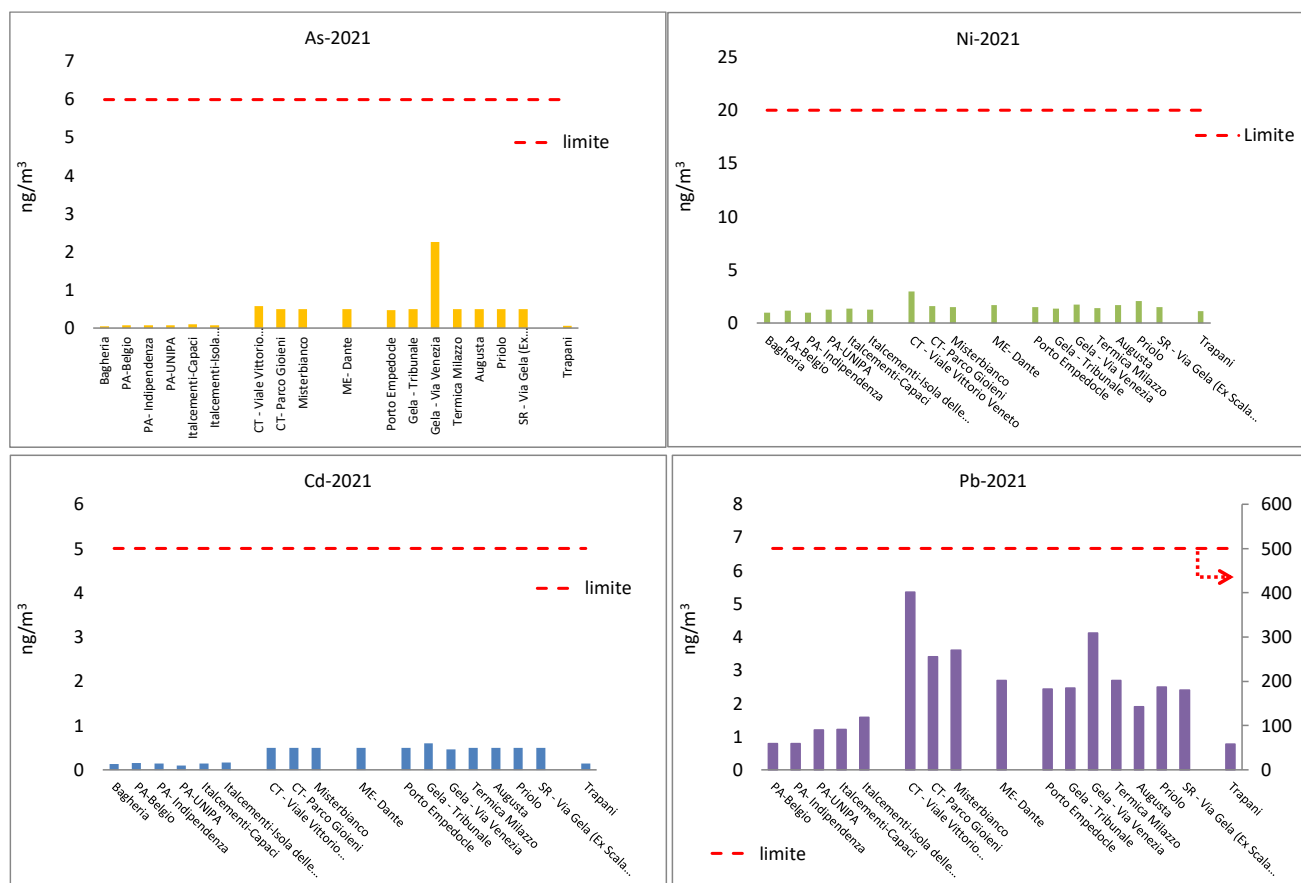 As-2021
7
6
5
4
3
2
1
0
ng/m³
limite
Bagheria
PA-Belgio
PA- Indipendenza
PA-UNIPA
Italcementi-Capaci
Italcementi-Isola…
CT - Viale Vittorio…
CT- Parco Gioieni
Misterbianco
ME- Dante
Porto Empedocle
Gela - Tribunale
Gela - Via Venezia
Termica Milazzo
Augusta
Priolo
SR - Via Gela (Ex…
Trapani
Ni-2021
25
20
15
10
5
0
ng/m³
Limite
Bagheria
PA-Belgio
PA- Indipendenza
PA-UNIPA
Italcementi-Capaci
Italcementi-Isola delle…
CT - Viale Vittorio Veneto
CT- Parco Gioieni
Misterbianco
ME- Dante
Porto Empedocle
Gela - Tribunale
Gela - Via Venezia
Termica Milazzo
Augusta
Priolo
SR - Via Gela (Ex Scala…
Trapani
Cd-2021
6
5
4
3
2
1
0
ng/m³
limite
Bagheria
PA-Belgio
PA- Indipendenza
PA-UNIPA
Italcementi-Capaci
Italcementi-Isola delle…
CT - Viale Vittorio…
CT- Parco Gioieni
Misterbianco
ME- Dante
Porto Empedocle
Gela - Tribunale
Gela - Via Venezia
Termica Milazzo
Augusta
Priolo
SR - Via Gela (Ex Scala…
Trapani
Pb-2021
8
7
6
5
4
3
2
1
0
ng/m³
600
500
400
300
200
100
0
PA-Belgio
PA- Indipendenza
PA-UNIPA
Italcementi-Capaci
Italcementi-Isola delle…
CT - Viale Vittorio…
CT- Parco Gioieni
Misterbianco
ME- Dante
Porto Empedocle
Gela - Tribunale
Gela - Via Venezia
Termica Milazzo
Augusta
Priolo
SR - Via Gela (Ex Scala…
Trapani
limite